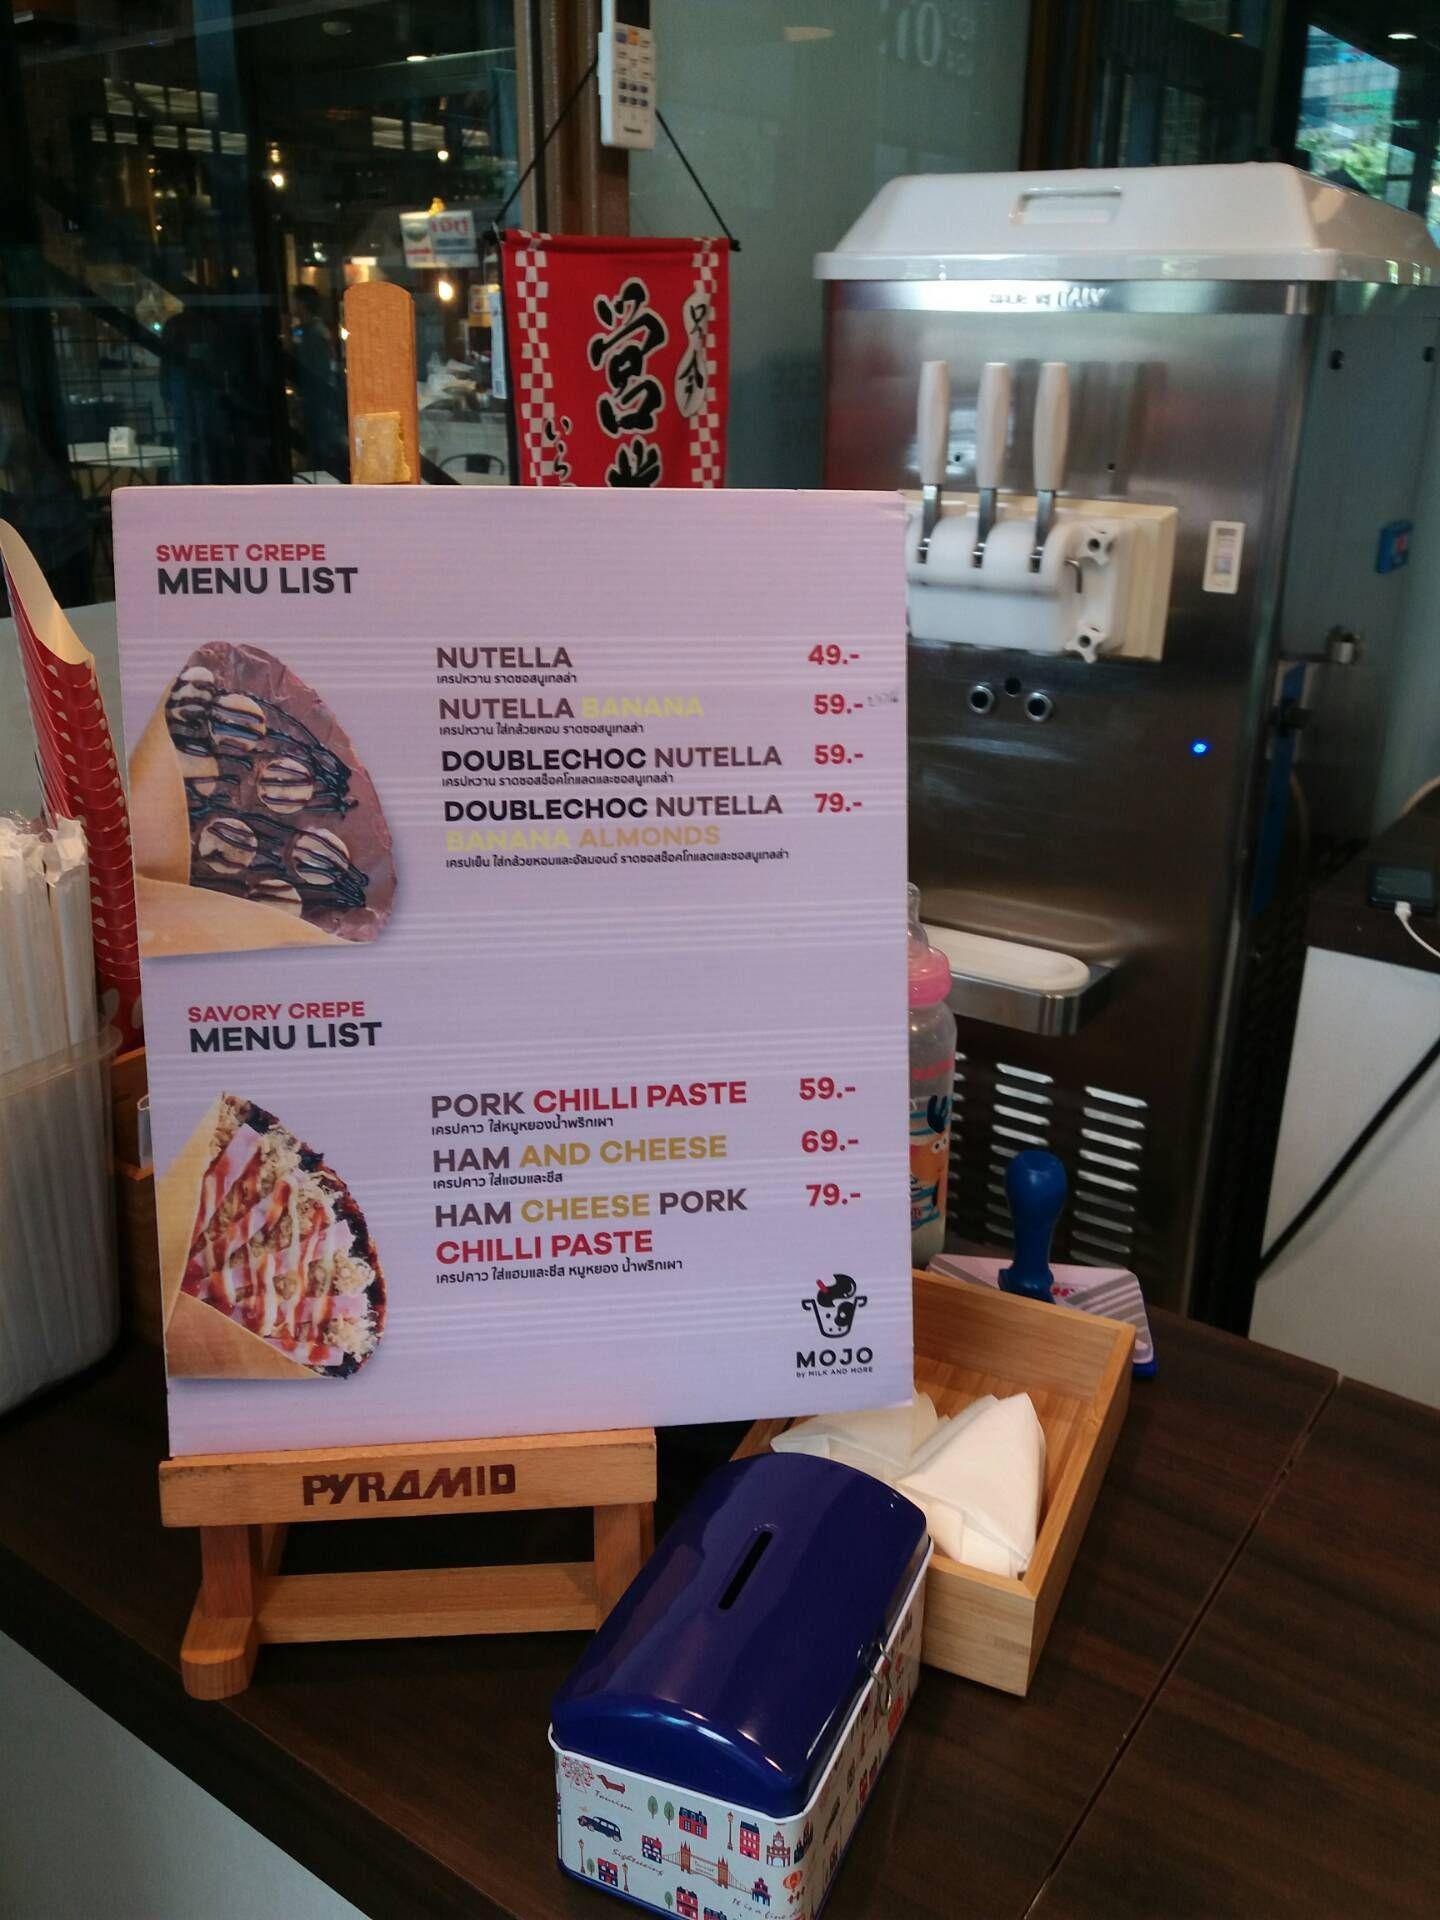 営
只今
いら
SWEET CREPE
MENU LIST
NUTELLA 49.-
เครปหวาน ราดซอสนูเทลล่า
NUTELLA BANANA 59.-
เครปหวาน ใส่กล้วยหอม ราดซอสนูเทลล่า
DOUBLECHOC NUTELLA 59.-
เครปหวาน ราดซอสช็อคโกแลตและซอสนูเทลล่า
DOUBLECHOC NUTELLA 79.-
BANANA ALMONDS
เครปเย็น ใส่กล้วยหอมและอัลมอนด์ ราดซอสช็อคโกแลตและซอสนูเทลล่า
SAVORY CREPE
MENU LIST
PORK CHILLI PASTE 59.-
เครปคาว ใส่หมูหยองน้ำพริกเผา
HAM AND CHEESE 69.-
เครปคาว ใส่แฮมและชีส
HAM CHEESE PORK 79.-
CHILLI PASTE
เครปคาว ใส่แฮมและชีส หมูหยอง น้ำพริกเผา
MOJO
by MILK AND MORE
PYRAMID
Tourism
Sightseeing
It is a fine